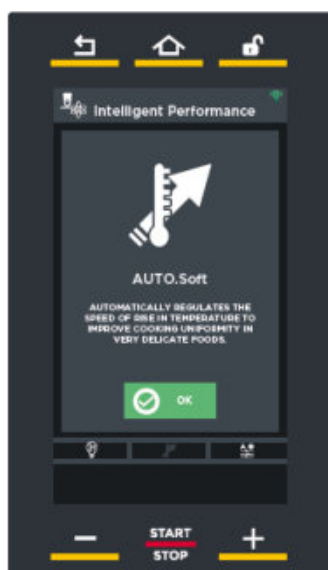 Intelligent Performance
AUTO.Soft
AUTOMATICALLY REGULATES THE
SPEED OF RISE IN TEMPERATURE TO
IMPROVE COOKING UNIFORMITY IN
VERY DELICATE FOODS.
OK
START
STOP